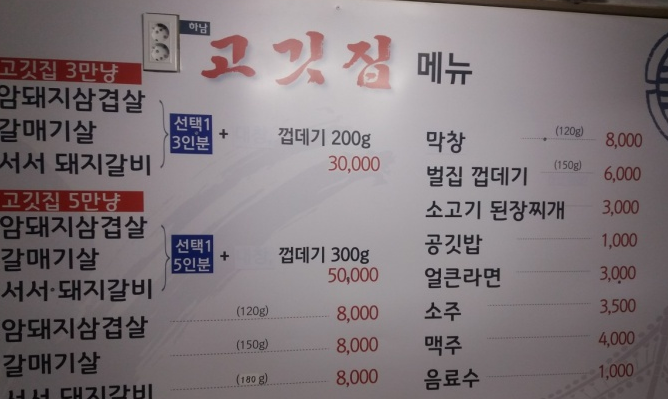 하남
고깃집 메뉴
고깃집 3만냥
암돼지삼겹살
갈매기살
서서 돼지갈비
선택1
3인분
+
껍데기 200g
30,000
고깃집 5만냥
암돼지삼겹살
갈매기살
서서 돼지갈비
선택1
5인분
+
껍데기 300g
50,000
암돼지삼겹살 (120g) 8,000
갈매기살 (150g) 8,000
서서 돼지갈비 (180g) 8,000
막창 (120g) 8,000
벌집 껍데기 (150g) 6,000
소고기 된장찌개 3,000
공깃밥 1,000
얼큰라면 3,000
소주 3,500
맥주 4,000
음료수 1,000